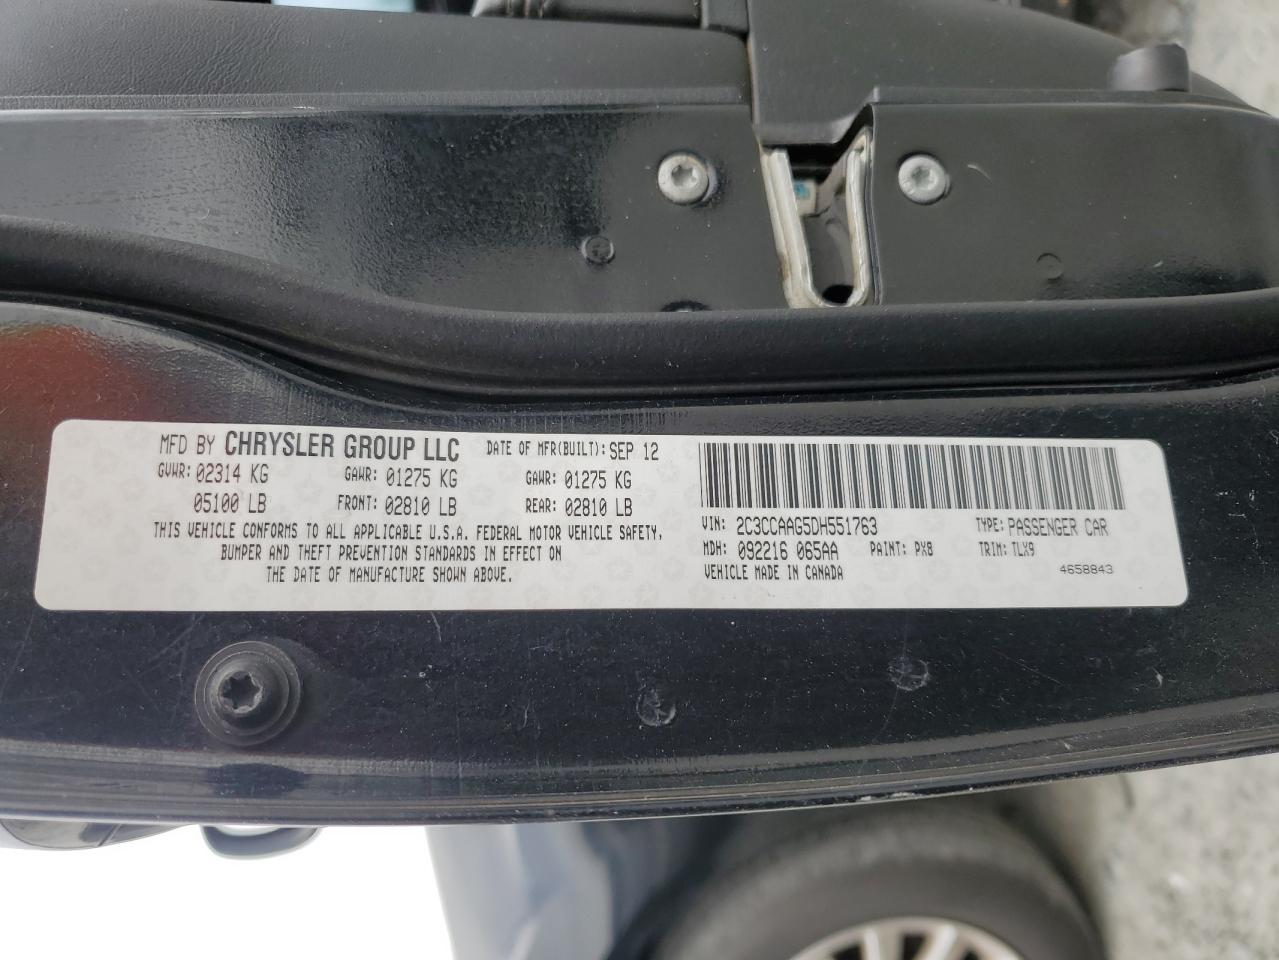 MFD BY CHRYSLER GROUP LLC DATE OF MFR(BUILT): SEP 12
GVWR: 02314 KG GAWR: 01275 KG GAWR: 01275 KG
05100 LB FRONT: 02810 LB REAR: 02810 LB
THIS VEHICLE CONFORMS TO ALL APPLICABLE U.S.A. FEDERAL MOTOR VEHICLE SAFETY,
BUMPER AND THEFT PREVENTION STANDARDS IN EFFECT ON
THE DATE OF MANUFACTURE SHOWN ABOVE.
VIN: 2C3CCAAG5DH551763 TYPE: PASSENGER CAR
MDH: 092216 065AA PAINT: PX8 TRIM: TLX9
VEHICLE MADE IN CANADA 4658843